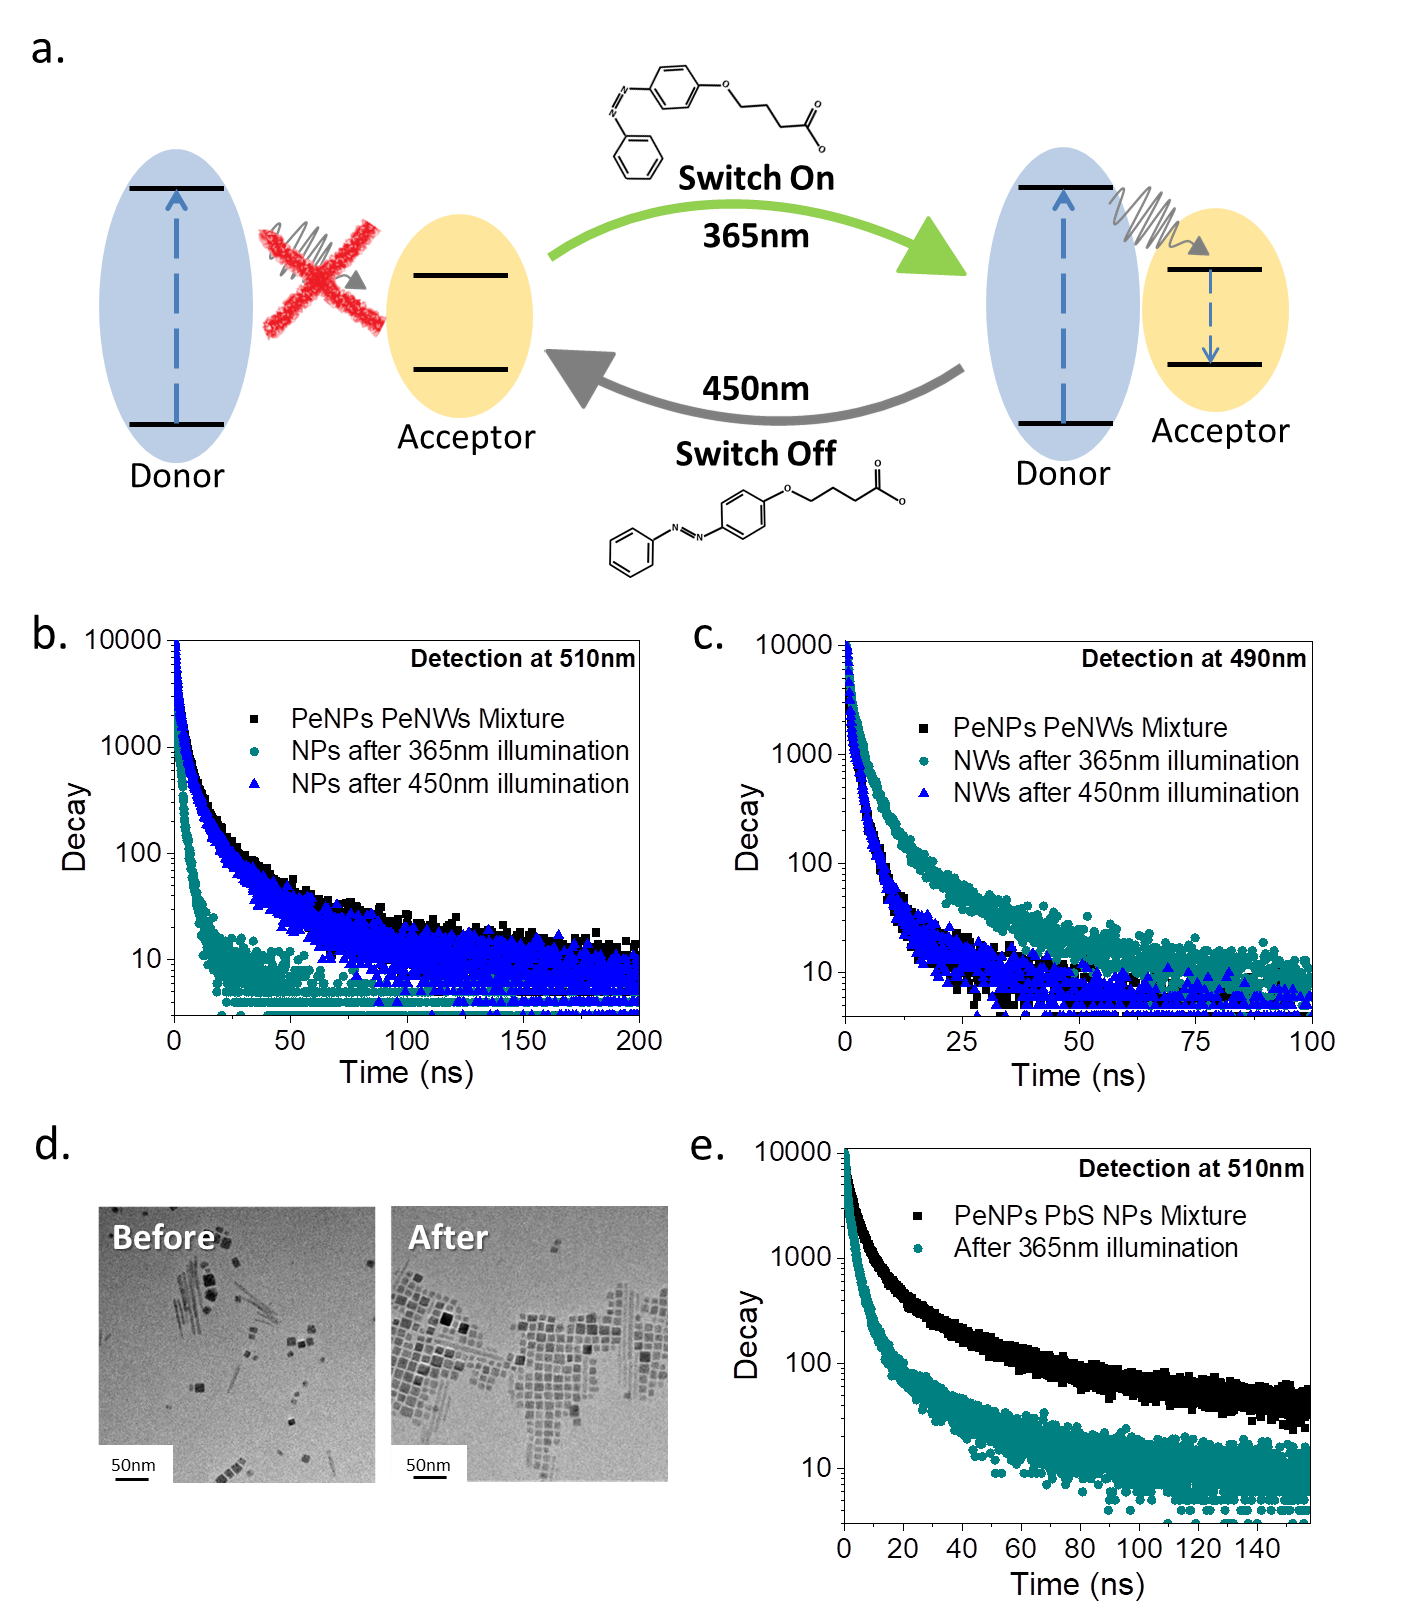 a.
N
N
O
O
O
Switch On
365nm
450nm
Switch Off
Donor
Acceptor
Donor
Acceptor
N
N
O
O
O
b.
10000
1000
100
10
Decay
Detection at 510nm
PeNPs PeNWs Mixture
NPs after 365nm illumination
NPs after 450nm illumination
0 50 100 150 200
Time (ns)
c.
10000
1000
100
10
Decay
Detection at 490nm
PeNPs PeNWs Mixture
NWs after 365nm illumination
NWs after 450nm illumination
0 25 50 75 100
Time (ns)
d.
Before
50nm
After
50nm
e.
10000
1000
100
10
Decay
Detection at 510nm
PeNPs PbS NPs Mixture
After 365nm illumination
0 20 40 60 80 100 120 140
Time (ns)